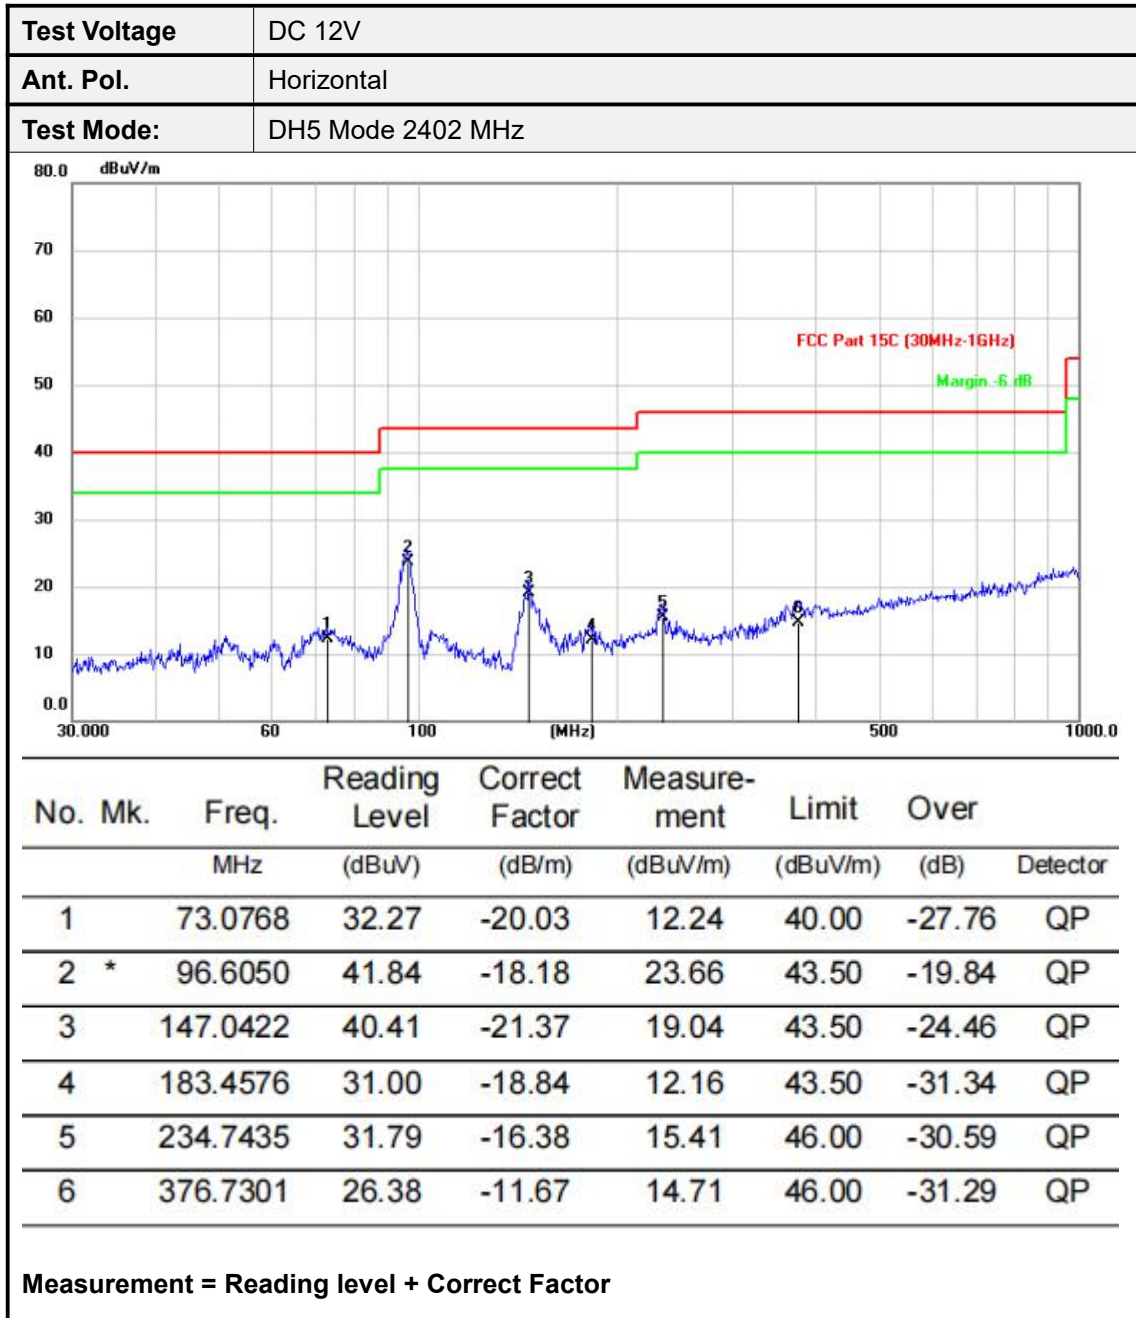 Test Voltage DC 12V
Ant. Pol. Horizontal
Test Mode: DH5 Mode 2402 MHz
80.0 dBuV/m
70
60
FCC Part 15C (30MHz-1GHz)
50
Margin -6 dB
40
30
20
10
0.0
1 2 3 4 5 6
30.000 60 100 (MHz) 500 1000.0
No. Mk. Freq. Reading Level Correct Factor Measure-ment Limit Over
MHz (dBuV) (dB/m) (dBuV/m) (dBuV/m) (dB) Detector
1 73.0768 32.27 -20.03 12.24 40.00 -27.76 QP
2 * 96.6050 41.84 -18.18 23.66 43.50 -19.84 QP
3 147.0422 40.41 -21.37 19.04 43.50 -24.46 QP
4 183.4576 31.00 -18.84 12.16 43.50 -31.34 QP
5 234.7435 31.79 -16.38 15.41 46.00 -30.59 QP
6 376.7301 26.38 -11.67 14.71 46.00 -31.29 QP
Measurement = Reading level + Correct Factor